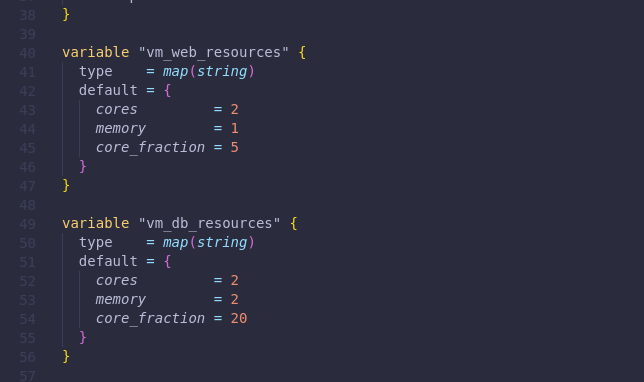 38 }
39
40 variable "vm_web_resources" {
41 type = map(string)
42 default = {
43 cores = 2
44 memory = 1
45 core_fraction = 5
46 }
47 }
48
49 variable "vm_db_resources" {
50 type = map(string)
51 default = {
52 cores = 2
53 memory = 2
54 core_fraction = 20
55 }
56 }
57